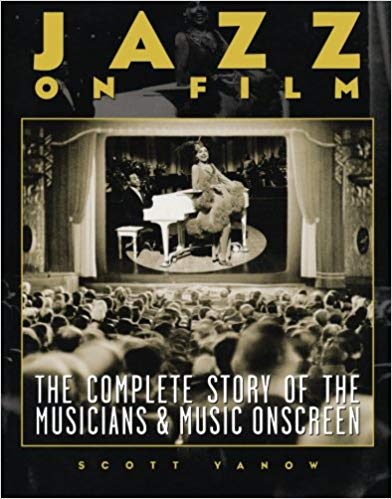 JAZZ
ON FILM
THE COMPLETE STORY OF THE
MUSICIANS & MUSIC ONSCREEN
SCOTT YANOW